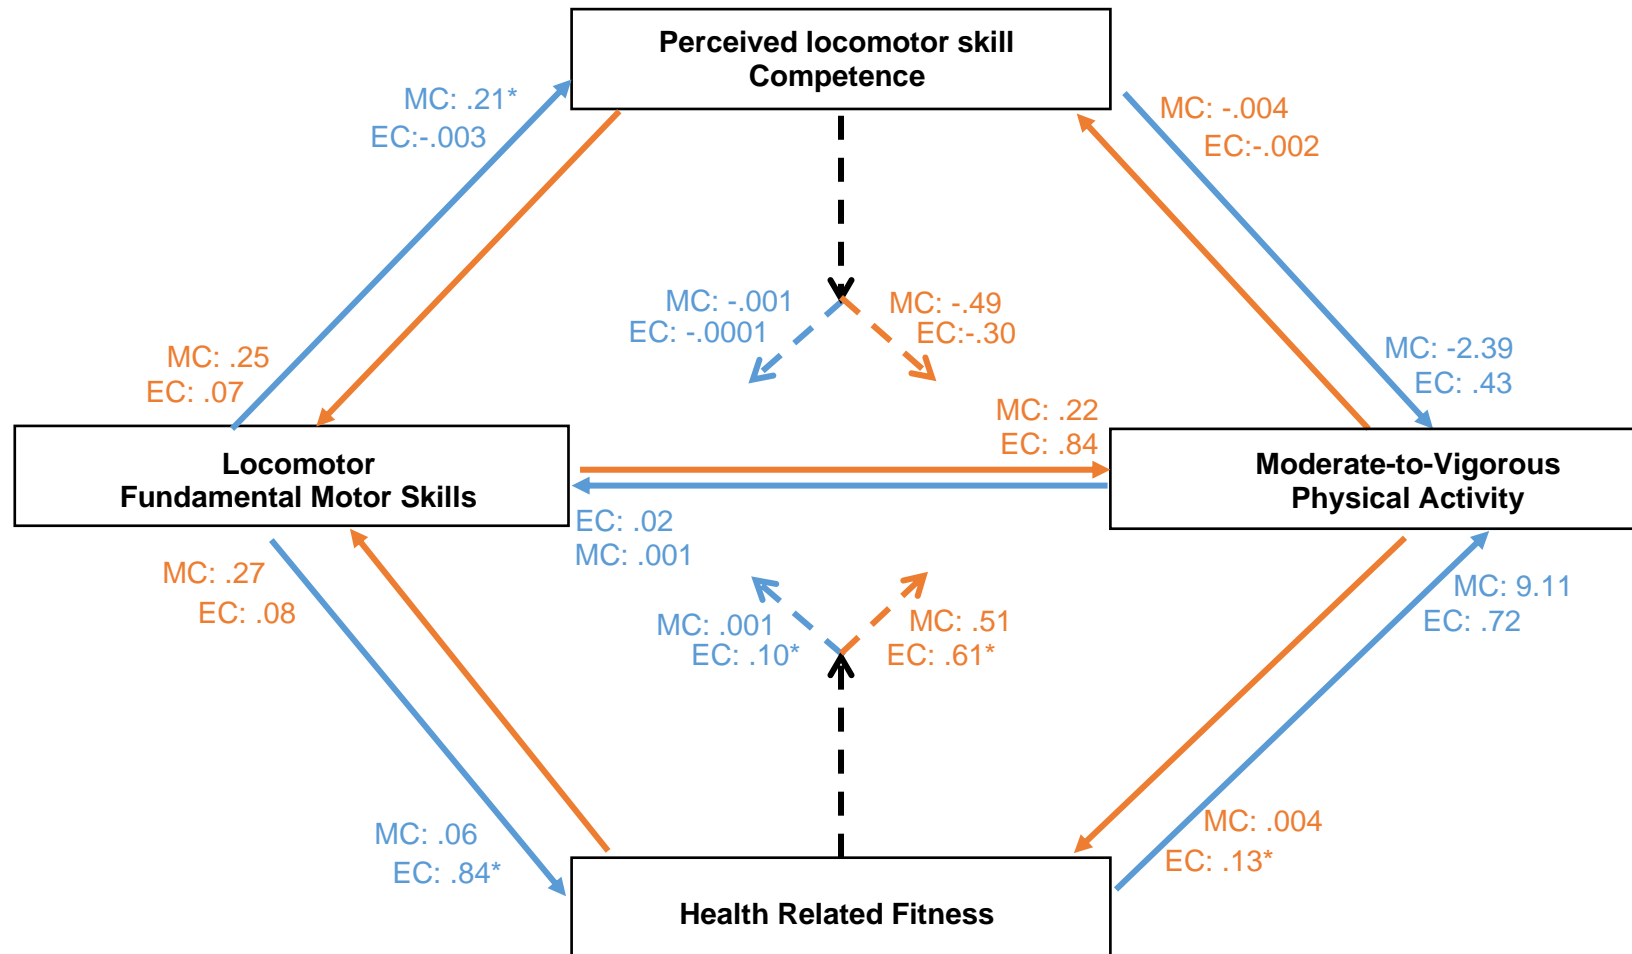 Perceived locomotor skill
Competence
MC: .21*
EC:-.003
MC: -.004
EC:-.002
MC: -.001
EC: -.0001
MC: -.49
EC:-.30
MC: .25
EC: .07
MC: -2.39
EC: .43
MC: .22
EC: .84
Locomotor
Fundamental Motor Skills
Moderate-to-Vigorous
Physical Activity
EC: .02
MC: .001
MC: .27
EC: .08
MC: .001
EC: .10*
MC: .51
EC: .61*
MC: 9.11
EC: .72
MC: .06
EC: .84*
MC: .004
EC: .13*
Health Related Fitness